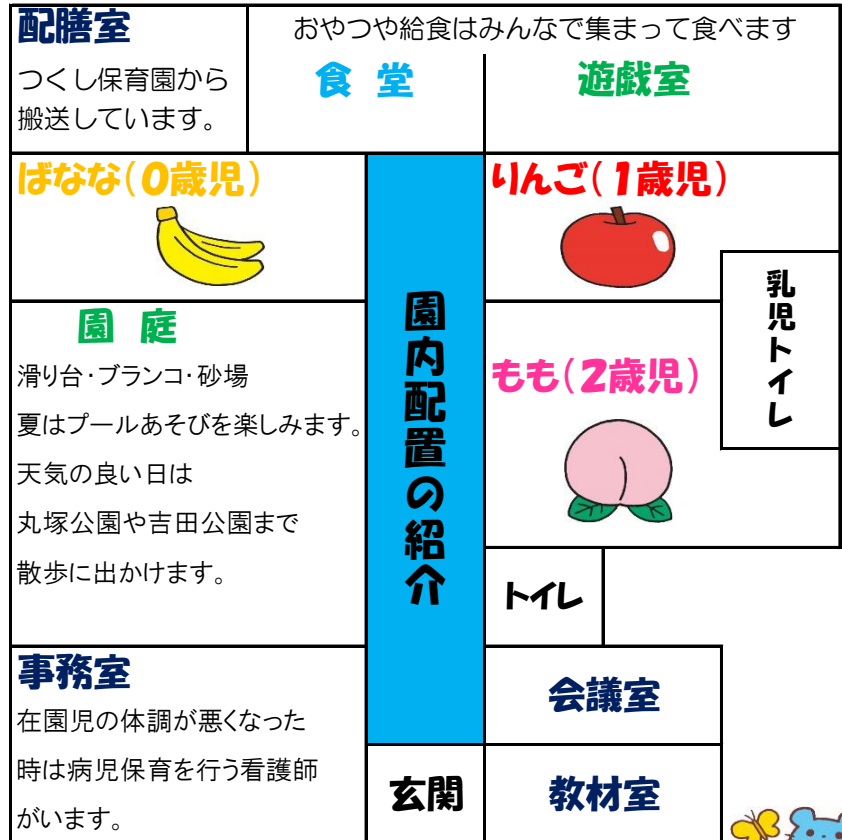 配膳室
つくし保育園から
搬送しています。
おやつや給食はみんなで集まって食べます
食 堂
遊戯室
ばなな(0歳児)
りんご(1歳児)
乳児トイレ
園 庭
滑り台・ブランコ・砂場
夏はプールあそびを楽しみます。
天気の良い日は
丸塚公園や吉田公園まで
散歩に出かけます。
園内配置の紹介
もも(2歳児)
トイレ
事務室
在園児の体調が悪くなった
時は病児保育を行う看護師
がいます。
会議室
玄関
教材室